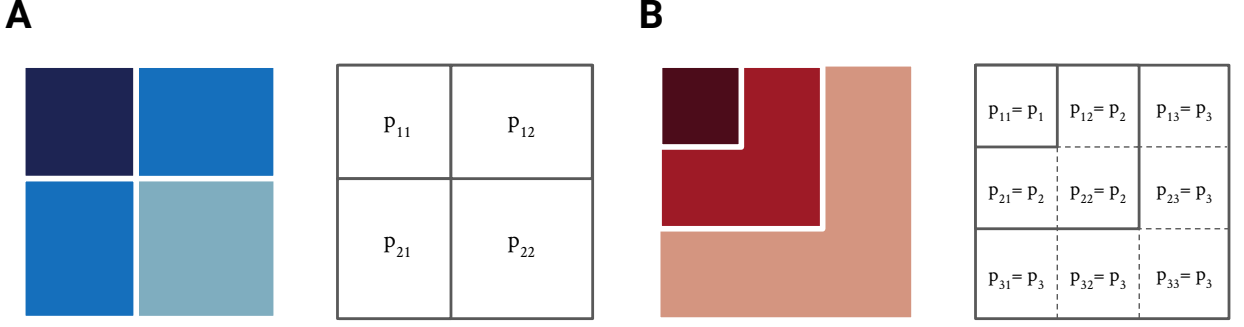 A
B
p₁₁ p₁₂
p₂₁ p₂₂
p₁₁= p₁ p₁₂= p₂ p₁₃= p₃
p₂₁= p₂ p₂₂= p₂ p₂₃= p₃
p₃₁= p₃ p₃₂= p₃ p₃₃= p₃